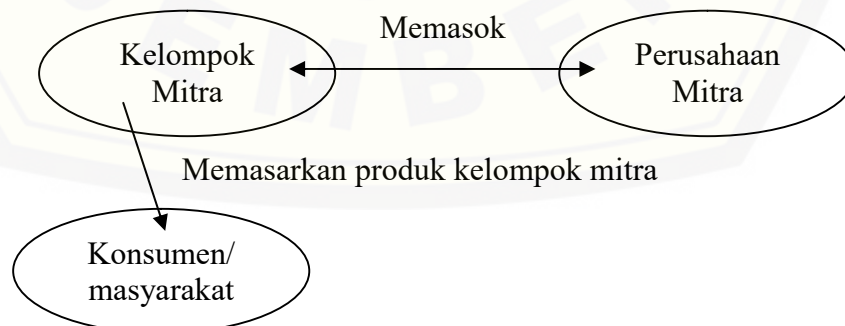 Memasok
Kelompok
Mitra
Perusahaan
Mitra
Memasarkan produk kelompok mitra
Konsumen/
masyarakat